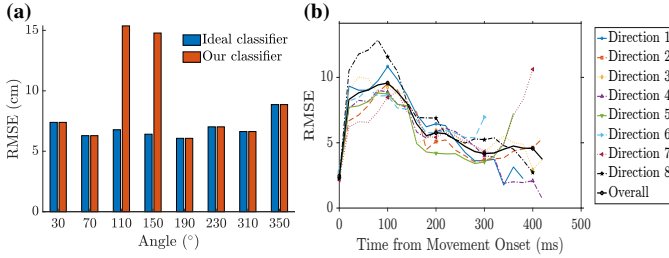 (a)
RMSE (cm)
15
10
5
0
Ideal classifier
Our classifier
30 70 110 150 190 230 310 350
Angle (°)
(b)
RMSE
10
5
0
0 100 200 300 400 500
Time from Movement Onset (ms)
Direction 1
Direction 2
Direction 3
Direction 4
Direction 5
Direction 6
Direction 7
Direction 8
Overall